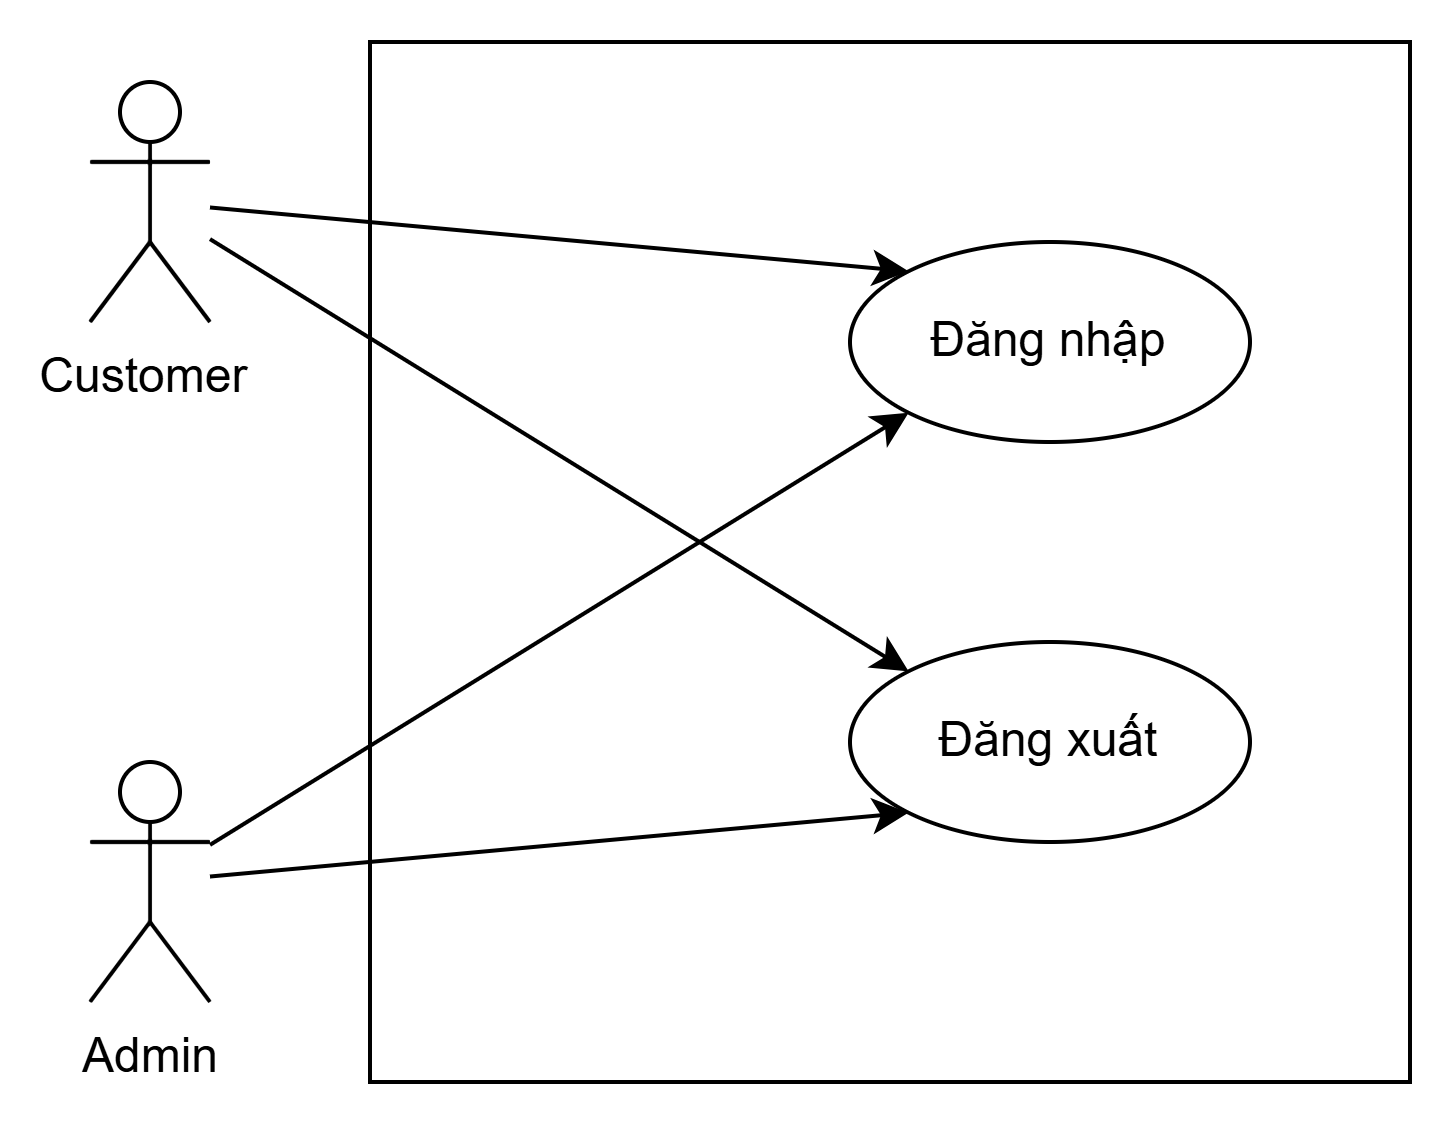 Customer
Đăng nhập
Đăng xuất
Admin